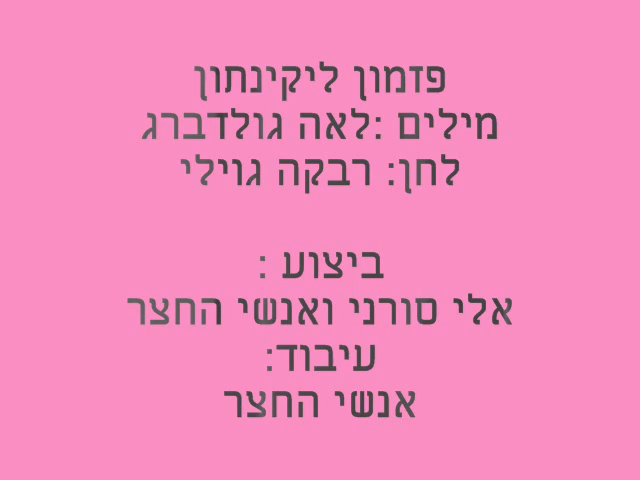 פזמון ליקינתון
מילים :לאה גולדברג
לחן: רבקה גוילי
ביצוע :
אלי סורני ואנשי החצר
עיבוד:
אנשי החצר